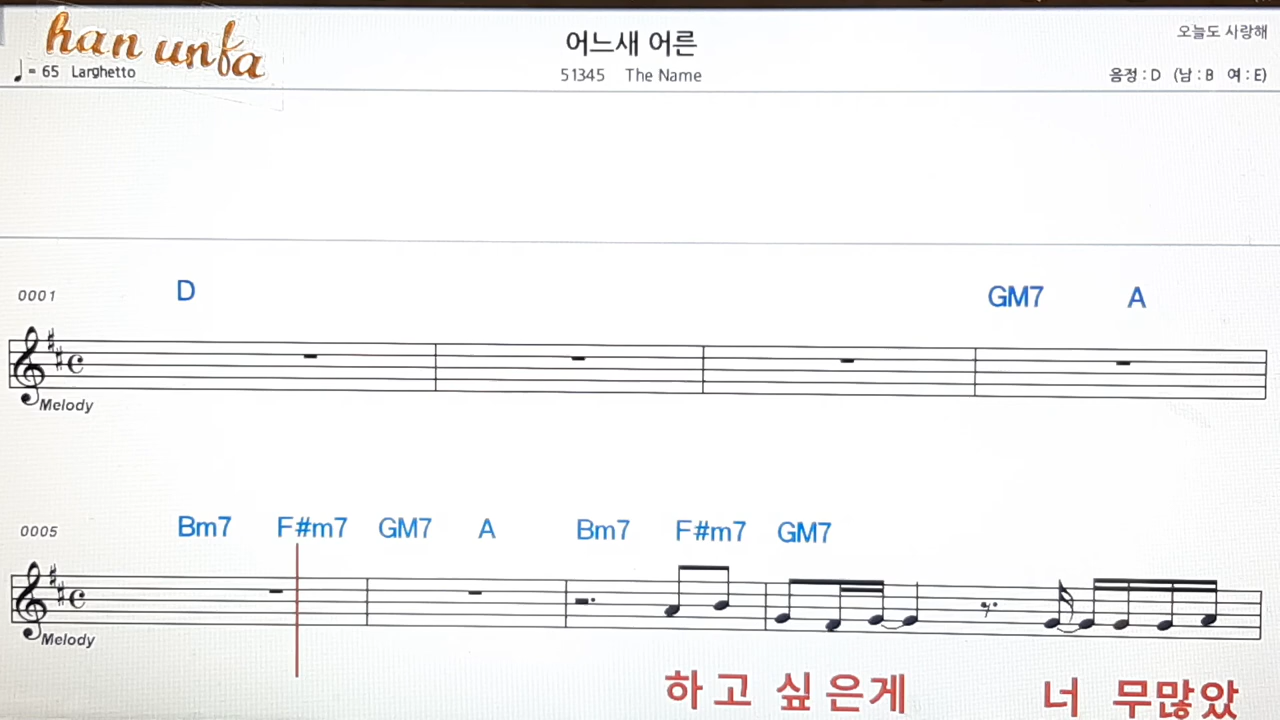 han unfa
♩= 65 Larghetto
어느새 어른
51345 The Name
오늘도 사랑해
음정 : D (남 : B 여 : E)
0001
D GM7 A
Melody
0005
Bm7 F#m7 GM7 A Bm7 F#m7 GM7
Melody
하고 싶은게 너 무많았